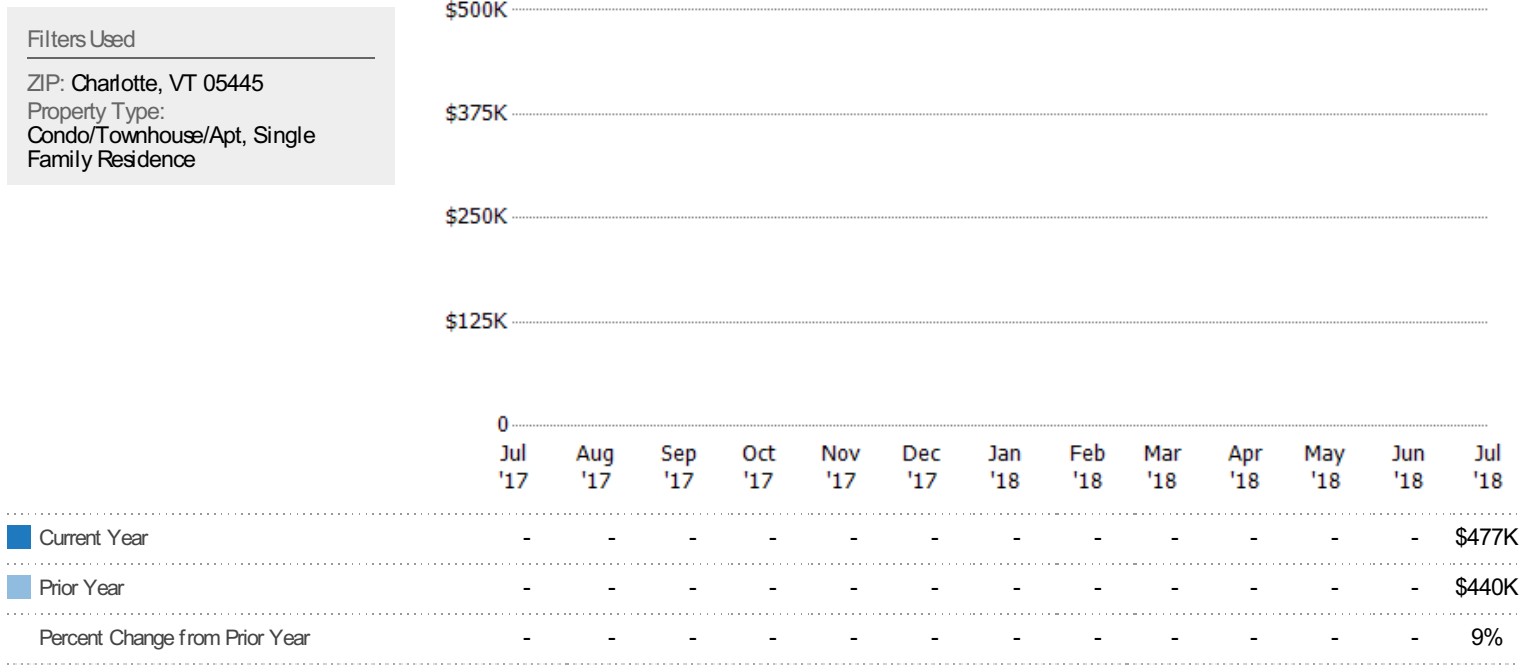 Filters Used
ZIP: Charlotte, VT 05445
Property Type:
Condo/Townhouse/Apt, Single
Family Residence
$500K
$375K
$250K
$125K
0
Jul Aug Sep Oct Nov Dec Jan Feb Mar Apr May Jun Jul
'17 '17 '17 '17 '17 '17 '18 '18 '18 '18 '18 '18 '18
Current Year - - - - - - - - - - - - $477K
Prior Year - - - - - - - - - - - - $440K
Percent Change from Prior Year - - - - - - - - - - - - 9%